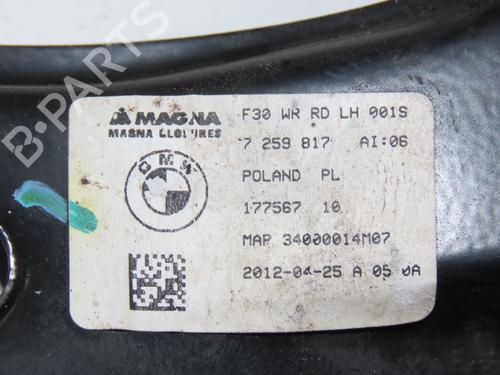 MAGNA
MAGNA CLOSURES
F30 WR RD LH 001S
7 259 817 AI:06
POLAND PL
177567 10
MAP 34000014M07
2012-04-25 A 05 0A
BMW
B-PARTS